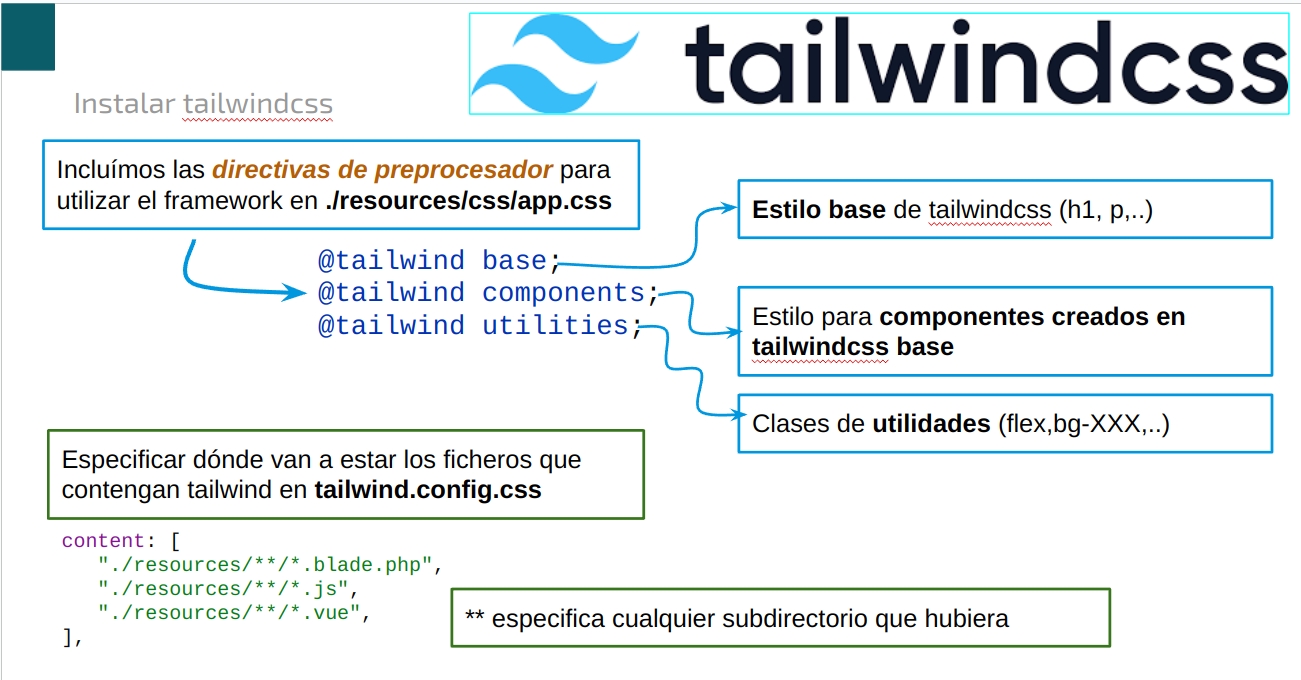 tailwindcss
Instalar tailwindcss
Incluímos las directivas de preprocesador para
utilizar el framework en ./resources/css/app.css
@tailwind base;
@tailwind components;
@tailwind utilities;
Estilo base de tailwindcss (h1, p,..)
Estilo para componentes creados en
tailwindcss base
Clases de utilidades (flex,bg-XXX,..)
Especificar dónde van a estar los ficheros que
contengan tailwind en tailwind.config.css
content: [
"./resources/**/*.blade.php",
"./resources/**/*.js",
"./resources/**/*.vue",
],
** especifica cualquier subdirectorio que hubiera